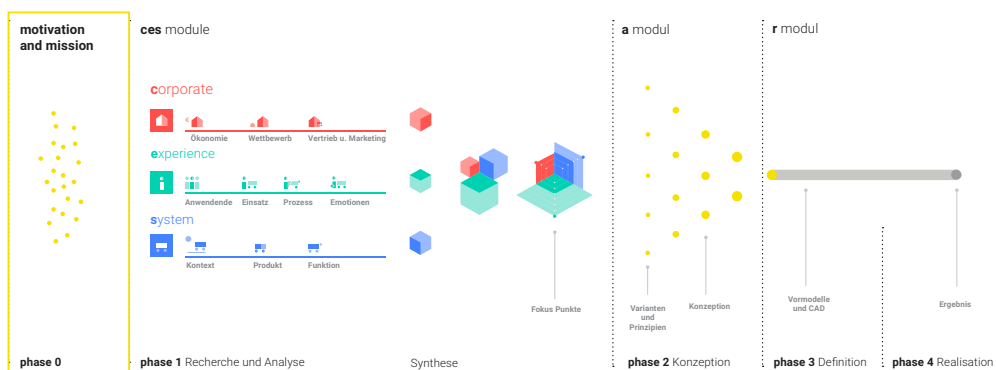 motivation
and mission
ces module
a modul
r modul
corporate
Ökonomie
Wettbewerb
Vertrieb u. Marketing
experience
Anwendende
Einsatz
Prozess
Emotionen
system
Kontext
Produkt
Funktion
Fokus Punkte
Varianten
und
Prinzipien
Konzeption
Vormodelle
und CAD
Ergebnis
phase 0
phase 1 Recherche und Analyse
Synthese
phase 2 Konzeption
phase 3 Definition
phase 4 Realisation